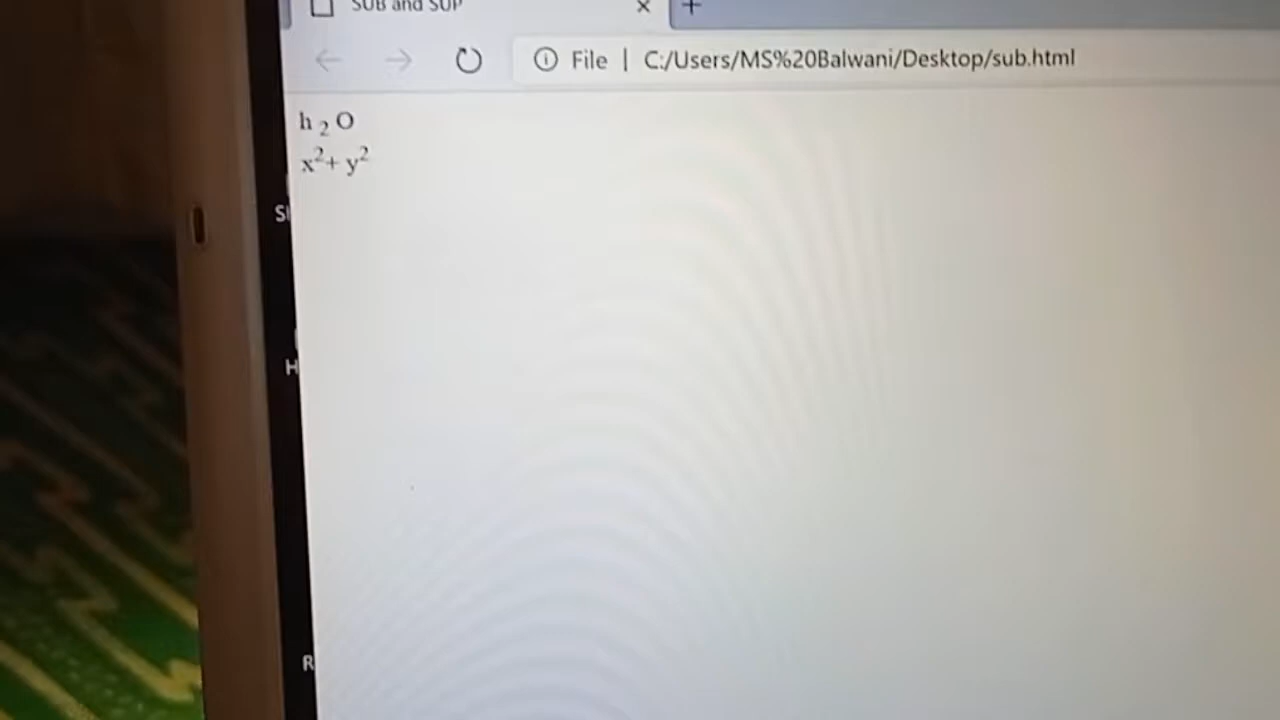 SUB and SUP
File | C:/Users/MS%20Balwani/Desktop/sub.html
h ₂ O
x²+ y²
H
R